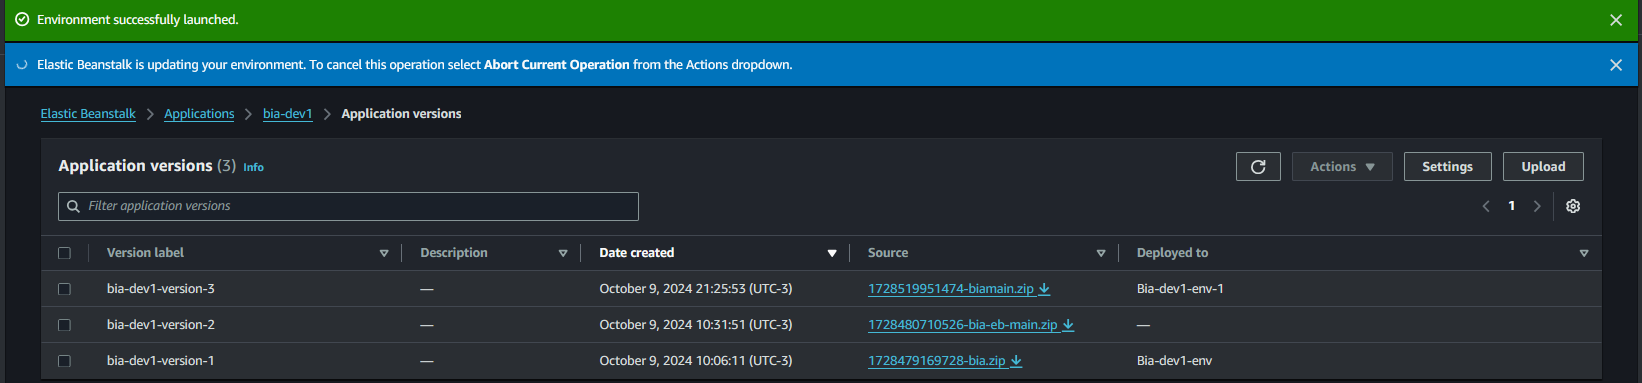 Environment successfully launched.
Elastic Beanstalk is updating your environment. To cancel this operation select Abort Current Operation from the Actions dropdown.
Elastic Beanstalk > Applications > bia-dev1 > Application versions
Application versions (3) Info
Actions Settings Upload
Filter application versions
1
Version label Description Date created Source Deployed to
bia-dev1-version-3 — October 9, 2024 21:25:53 (UTC-3) 1728519951474-biamain.zip Bia-dev1-env-1
bia-dev1-version-2 — October 9, 2024 10:31:51 (UTC-3) 1728480710526-bia-eb-main.zip —
bia-dev1-version-1 — October 9, 2024 10:06:11 (UTC-3) 1728479169728-bia.zip Bia-dev1-env